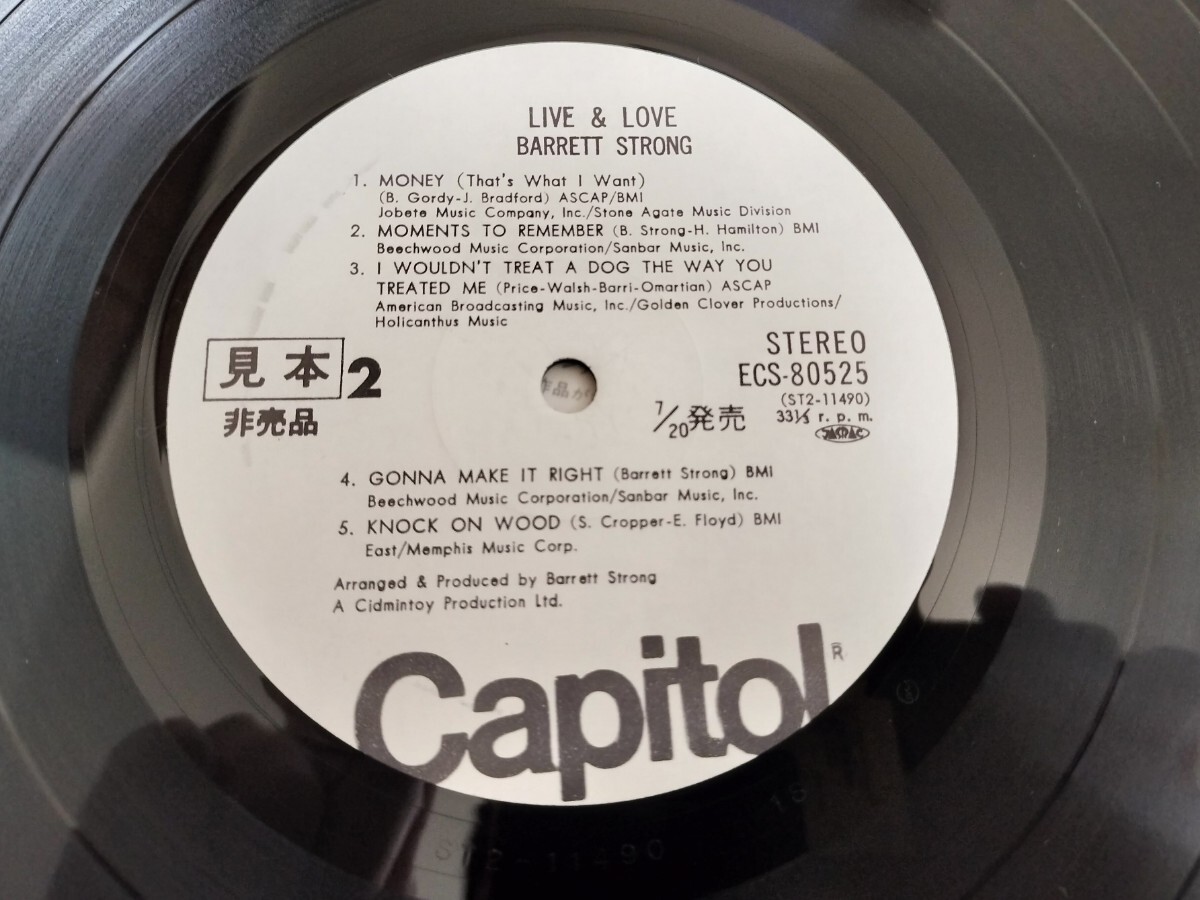 LIVE & LOVE
BARRETT STRONG
1. MONEY (That's What I Want)
(B. Gordy-J. Bradford) ASCAP/BMI
Jobete Music Company, Inc./Stone Agate Music Division
2. MOMENTS TO REMEMBER (B. Strong-H. Hamilton) BMI
Beechwood Music Corporation/Sanbar Music, Inc.
3. I WOULDN'T TREAT A DOG THE WAY YOU
TREATED ME (Price-Walsh-Barri-Omartian) ASCAP
American Broadcasting Music, Inc./Golden Clover Productions/
Holicanthus Music
見本 2
非売品
STEREO
ECS-80525
(ST2-11490)
33⅓ r. p. m.
JASRAC
7/20発売
品が
4. GONNA MAKE IT RIGHT (Barrett Strong) BMI
Beechwood Music Corporation/Sanbar Music, Inc.
5. KNOCK ON WOOD (S. Cropper-E. Floyd) BMI
East/Memphis Music Corp.
Arranged & Produced by Barrett Strong
A Cidmintoy Production Ltd.
Capitol®
ST2-11490